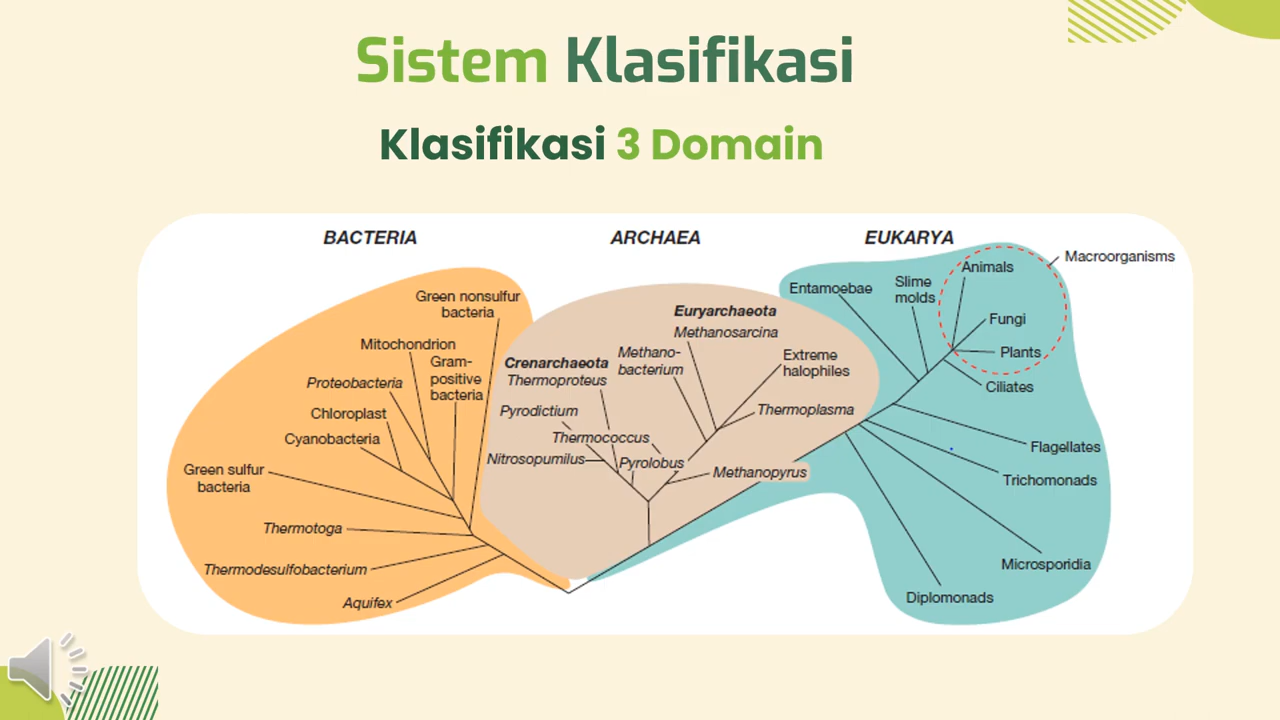 Sistem Klasifikasi
Klasifikasi 3 Domain
BACTERIA
Green nonsulfur
bacteria
Mitochondrion
Gram-
positive
bacteria
Proteobacteria
Chloroplast
Cyanobacteria
Green sulfur
bacteria
Thermotoga
Thermodesulfobacterium
Aquifex
ARCHAEA
Euryarchaeota
Methanosarcina
Methano-
bacterium
Extreme
halophiles
Crenarchaeota
Thermoproteus
Pyrodictium
Thermoplasma
Thermococcus
Nitrosopumilus
Pyrolobus
Methanopyrus
EUKARYA
Macroorganisms
Animals
Entamoebae
Slime
molds
Fungi
Plants
Ciliates
Flagellates
Trichomonads
Microsporidia
Diplomonads